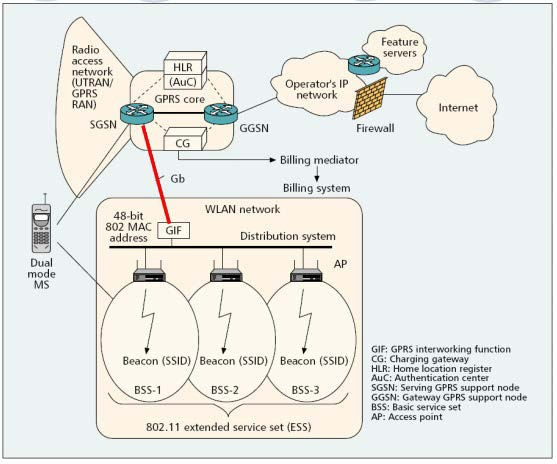 Radio
access
network
(UTRAN/
GPRS
RAN)
HLR
(AuC)
GPRS core
SGSN
GGSN
CG
Feature
servers
Operator's IP
network
Firewall
Internet
Billing mediator
Billing system
Gb
WLAN network
48-bit
802 MAC
address
GIF
Distribution system
AP
Dual
mode
MS
Beacon (SSID)
Beacon (SSID)
Beacon (SSID)
BSS-1
BSS-2
BSS-3
802.11 extended service set (ESS)
GIF: GPRS interworking function
CG: Charging gateway
HLR: Home location register
AuC: Authentication center
SGSN: Serving GPRS support node
GGSN: Gateway GPRS support node
BSS: Basic service set
AP: Access point